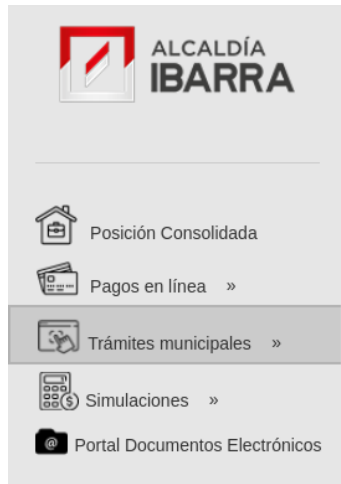 ALCALDÍA
IBARRA
Posición Consolidada
Pagos en línea »
Trámites municipales »
Simulaciones »
@ Portal Documentos Electrónicos